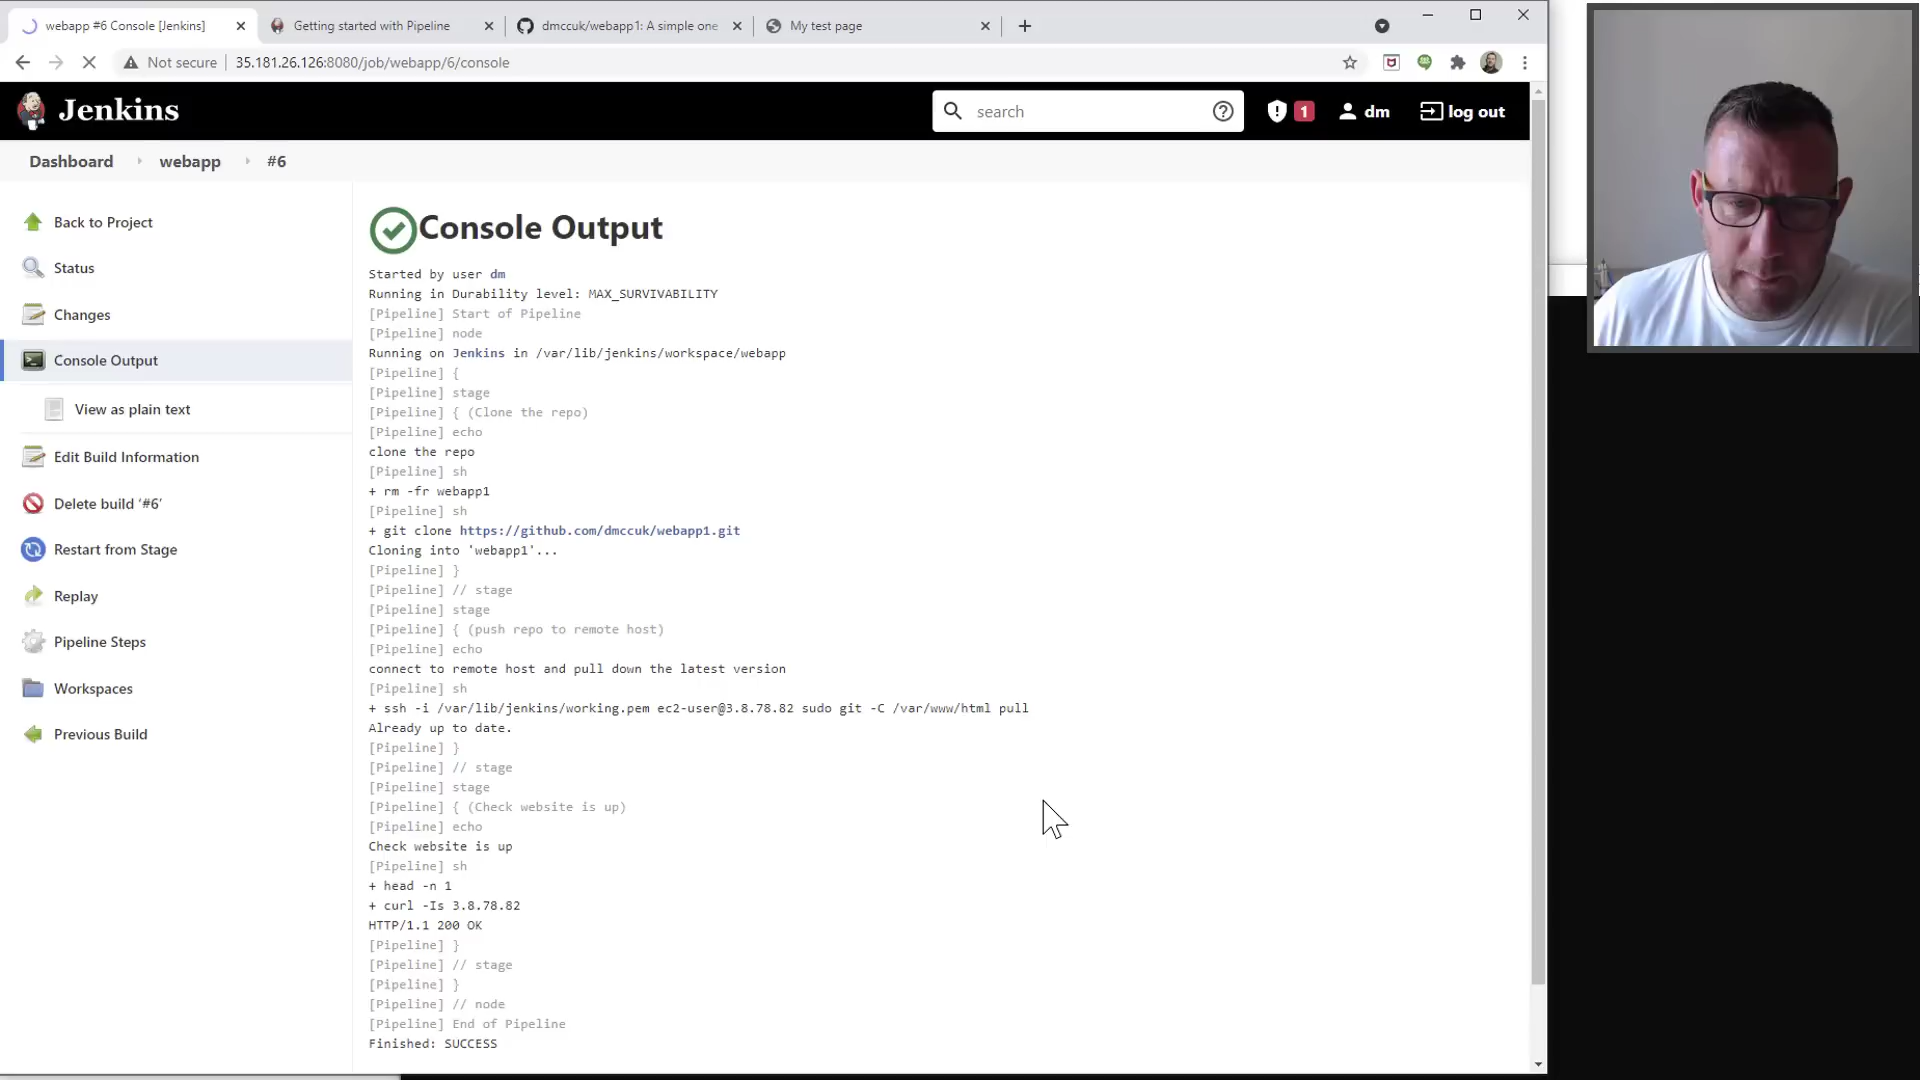 webapp #6 Console [Jenkins]
Getting started with Pipeline
dmccuk/webapp1: A simple one
My test page
Not secure
35.181.26.126:8080/job/webapp/6/console
Jenkins
search
1
dm
log out
Dashboard
webapp
#6
Back to Project
Status
Changes
Console Output
View as plain text
Edit Build Information
Delete build ‘#6’
Restart from Stage
Replay
Pipeline Steps
Workspaces
Previous Build
Console Output
Started by user dm
Running in Durability level: MAX_SURVIVABILITY
[Pipeline] Start of Pipeline
[Pipeline] node
Running on Jenkins in /var/lib/jenkins/workspace/webapp
[Pipeline] {
[Pipeline] stage
[Pipeline] { (Clone the repo)
[Pipeline] echo
clone the repo
[Pipeline] sh
+ rm -fr webapp1
[Pipeline] sh
+ git clone https://github.com/dmccuk/webapp1.git
Cloning into 'webapp1'...
[Pipeline] }
[Pipeline] // stage
[Pipeline] stage
[Pipeline] { (push repo to remote host)
[Pipeline] echo
connect to remote host and pull down the latest version
[Pipeline] sh
+ ssh -i /var/lib/jenkins/working.pem ec2-user@3.8.78.82 sudo git -C /var/www/html pull
Already up to date.
[Pipeline] }
[Pipeline] // stage
[Pipeline] stage
[Pipeline] { (Check website is up)
[Pipeline] echo
Check website is up
[Pipeline] sh
+ head -n 1
+ curl -Is 3.8.78.82
HTTP/1.1 200 OK
[Pipeline] }
[Pipeline] // stage
[Pipeline] }
[Pipeline] // node
[Pipeline] End of Pipeline
Finished: SUCCESS